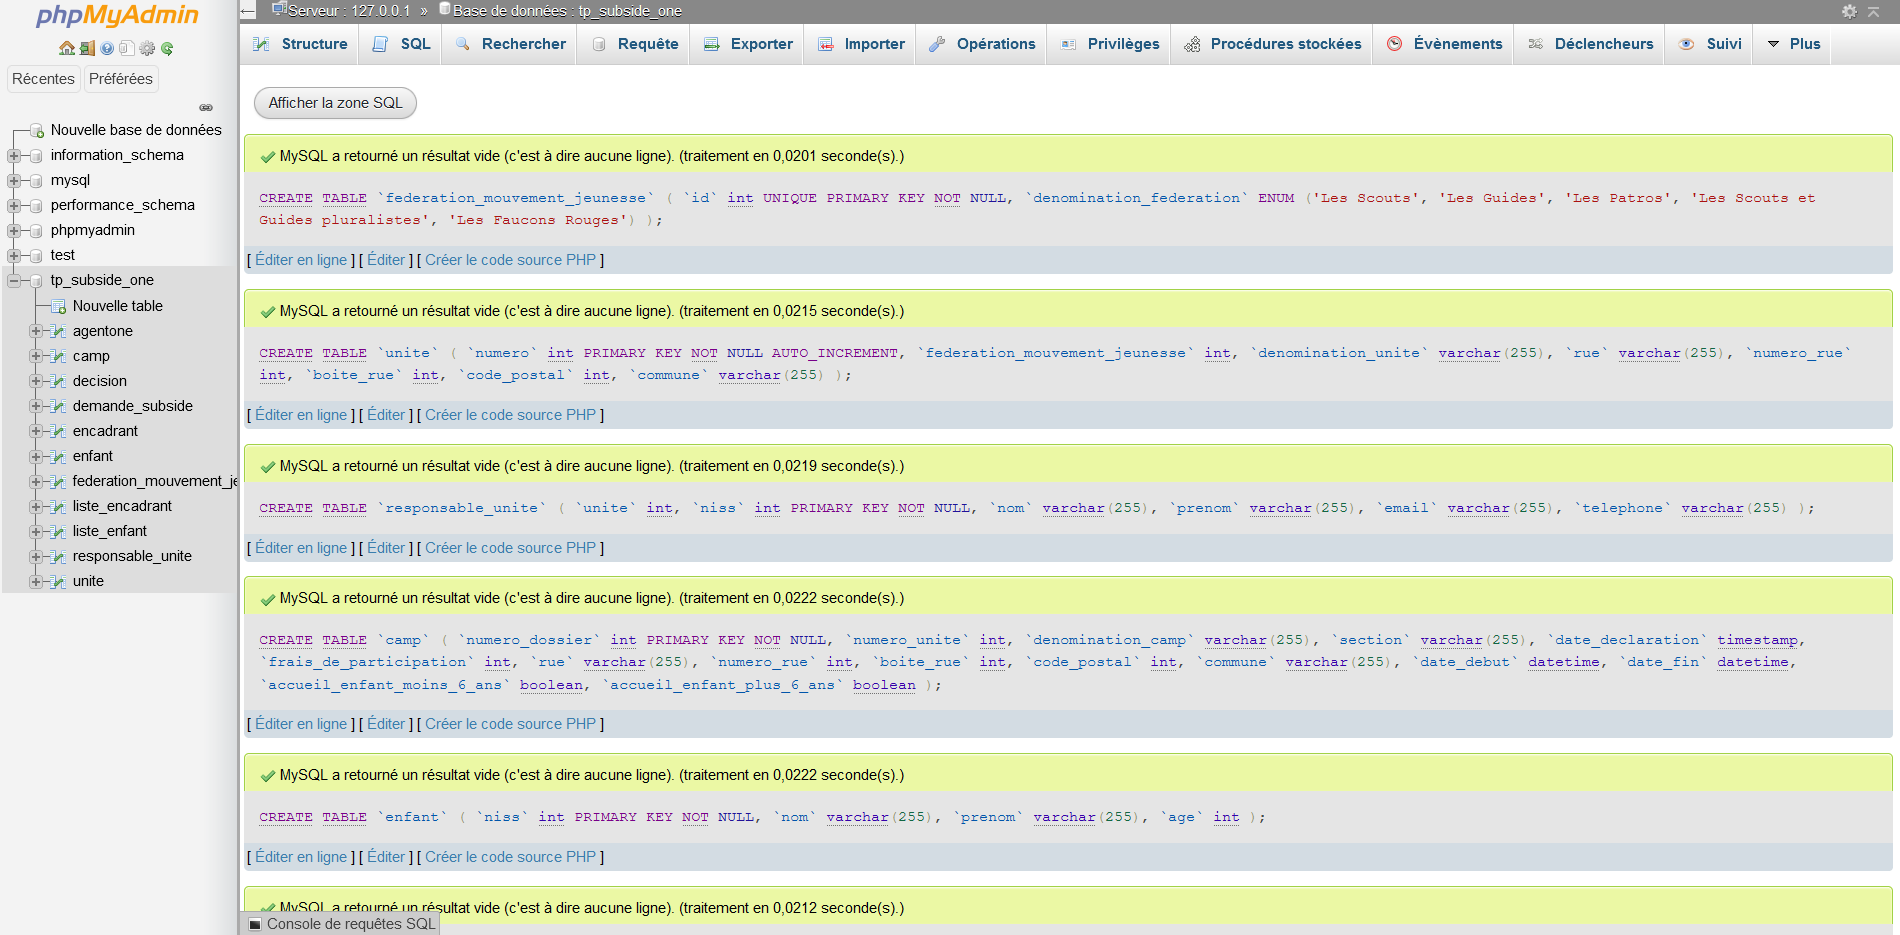 phpMyAdmin
Récentes
Préférées
Nouvelle base de données
information_schema
mysql
performance_schema
phpmyadmin
test
tp_subside_one
Nouvelle table
agentone
camp
decision
demande_subside
encadrant
enfant
federation_mouvement_je
liste_encadrant
liste_enfant
responsable_unite
unite
Serveur : 127.0.0.1 » Base de données : tp_subside_one
Structure SQL Rechercher Requête Exporter Importer Opérations Privilèges Procédures stockées Évènements Déclencheurs Suivi Plus
Afficher la zone SQL
MySQL a retourné un résultat vide (c'est à dire aucune ligne). (traitement en 0,0201 seconde(s).)
CREATE TABLE `federation_mouvement_jeunesse` ( `id` int UNIQUE PRIMARY KEY NOT NULL, `denomination_federation` ENUM ('Les Scouts', 'Les Guides', 'Les Patros', 'Les Scouts et
Guides pluralistes', 'Les Faucons Rouges') );
[ Éditer en ligne ] [ Éditer ] [ Créer le code source PHP ]
MySQL a retourné un résultat vide (c'est à dire aucune ligne). (traitement en 0,0215 seconde(s).)
CREATE TABLE `unite` ( `numero` int PRIMARY KEY NOT NULL AUTO_INCREMENT, `federation_mouvement_jeunesse` int, `denomination_unite` varchar(255), `rue` varchar(255), `numero_rue`
int, `boite_rue` int, `code_postal` int, `commune` varchar(255) );
[ Éditer en ligne ] [ Éditer ] [ Créer le code source PHP ]
MySQL a retourné un résultat vide (c'est à dire aucune ligne). (traitement en 0,0219 seconde(s).)
CREATE TABLE `responsable_unite` ( `unite` int, `niss` int PRIMARY KEY NOT NULL, `nom` varchar(255), `prenom` varchar(255), `email` varchar(255), `telephone` varchar(255) );
[ Éditer en ligne ] [ Éditer ] [ Créer le code source PHP ]
MySQL a retourné un résultat vide (c'est à dire aucune ligne). (traitement en 0,0222 seconde(s).)
CREATE TABLE `camp` ( `numero_dossier` int PRIMARY KEY NOT NULL, `numero_unite` int, `denomination_camp` varchar(255), `section` varchar(255), `date_declaration` timestamp,
`frais_de_participation` int, `rue` varchar(255), `numero_rue` int, `boite_rue` int, `code_postal` int, `commune` varchar(255), `date_debut` datetime, `date_fin` datetime,
`accueil_enfant_moins_6_ans` boolean, `accueil_enfant_plus_6_ans` boolean );
[ Éditer en ligne ] [ Éditer ] [ Créer le code source PHP ]
MySQL a retourné un résultat vide (c'est à dire aucune ligne). (traitement en 0,0222 seconde(s).)
CREATE TABLE `enfant` ( `niss` int PRIMARY KEY NOT NULL, `nom` varchar(255), `prenom` varchar(255), `age` int );
[ Éditer en ligne ] [ Éditer ] [ Créer le code source PHP ]
MySQL a retourné un résultat vide (c'est à dire aucune ligne). (traitement en 0,0212 seconde(s).)
Console de requêtes SQL